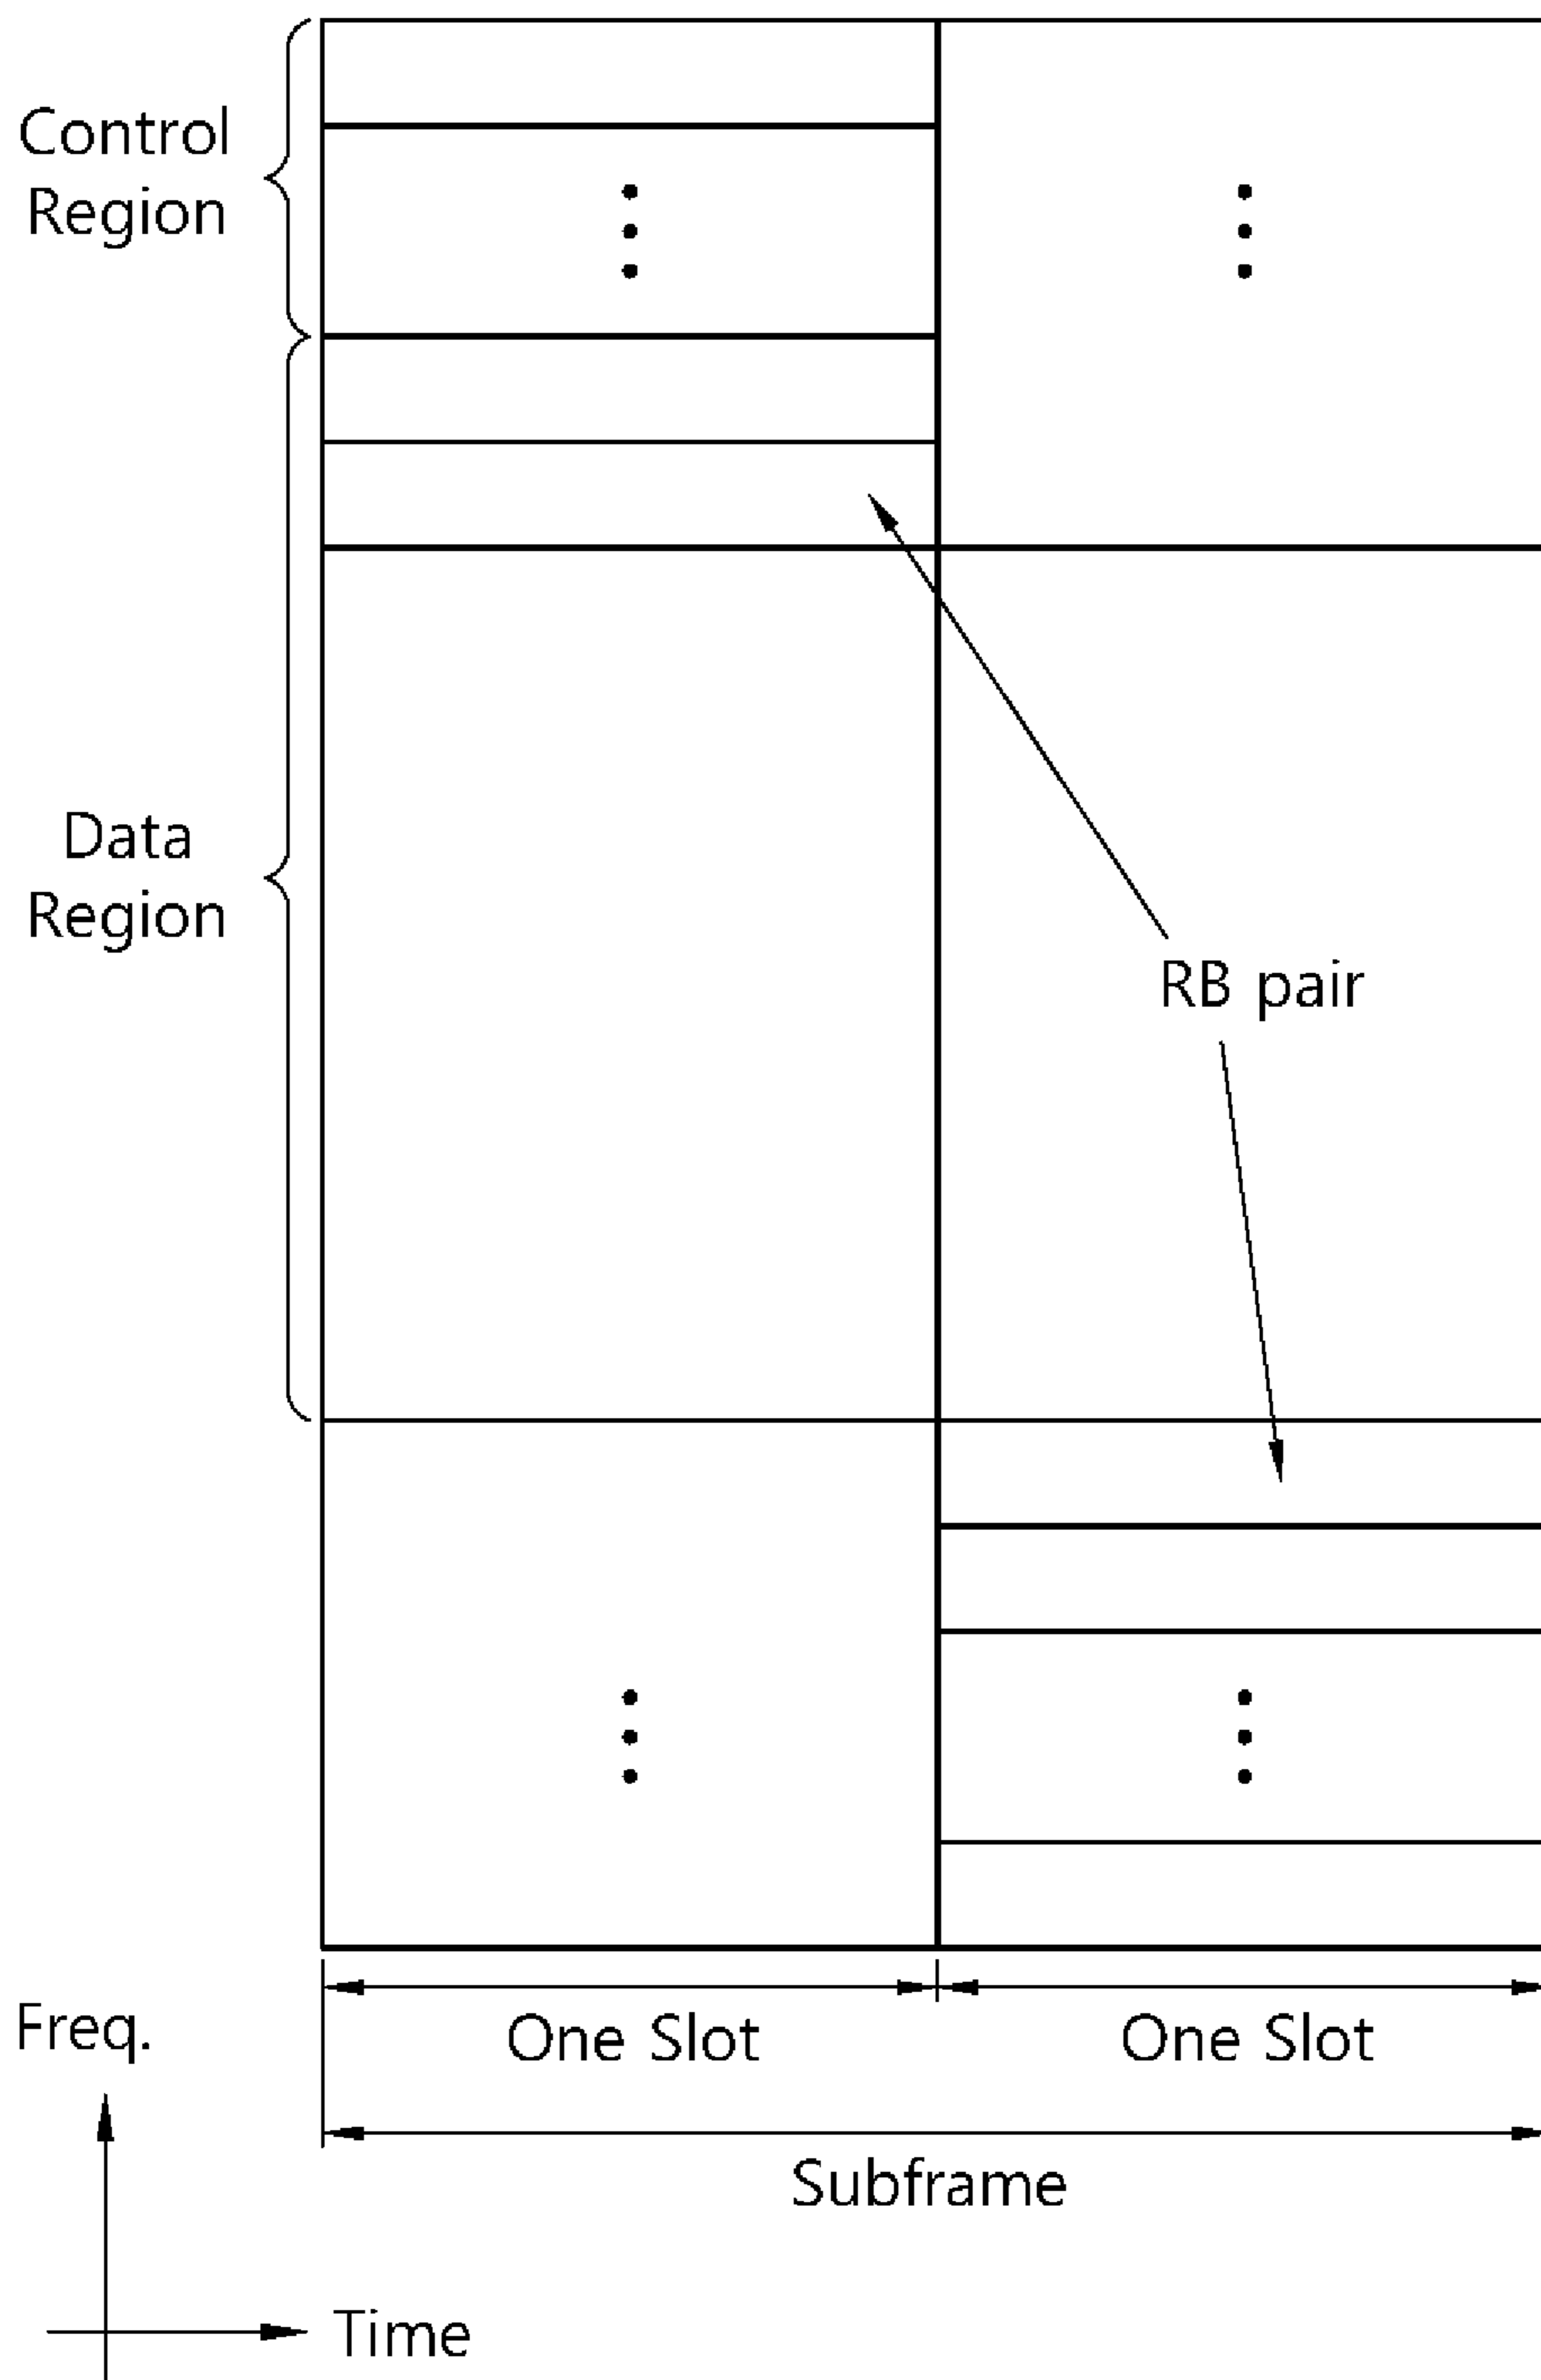 Control
Region
Data
Region
RB pair
One Slot
One Slot
Subframe
Freq.
Time